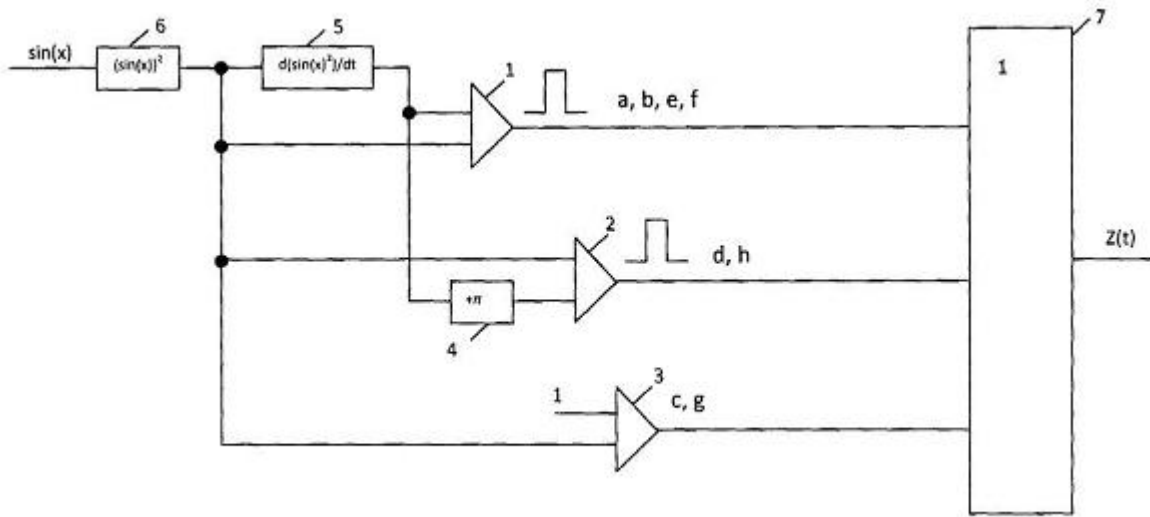 6
5
7
sin(x)
(sin(x))²
d(sin(x)²)/dt
1
1
a, b, e, f
2
d, h
Z(t)
+π
4
3
1
c, g